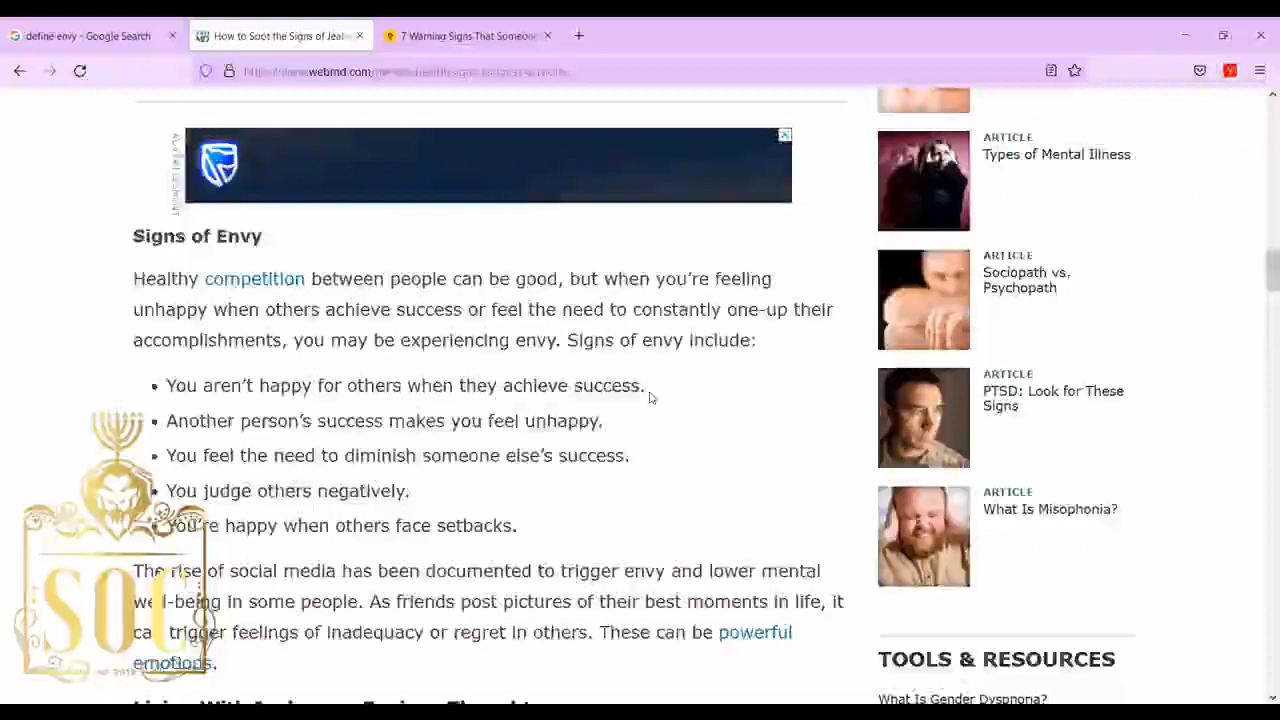 define envy - Google Search
How to Spot the Signs of Jeal
7 Warning Signs That Someone
webmd.com
Signs of Envy
ARTICLE
Types of Mental Illness
Healthy competition between people can be good, but when you're feeling
unhappy when others achieve success or feel the need to constantly one-up their
accomplishments, you may be experiencing envy. Signs of envy include:
ARTICLE
Sociopath vs.
Psychopath
• You aren't happy for others when they achieve success.
• Another person's success makes you feel unhappy.
• You feel the need to diminish someone else's success.
• You judge others negatively.
• You're happy when others face setbacks.
ARTICLE
PTSD: Look for These
Signs
ARTICLE
What Is Misophonia?
The rise of social media has been documented to trigger envy and lower mental
well-being in some people. As friends post pictures of their best moments in life, it
can trigger feelings of inadequacy or regret in others. These can be powerful
emotions.
SOC
TOOLS & RESOURCES
What Is Gender Dysphoria?